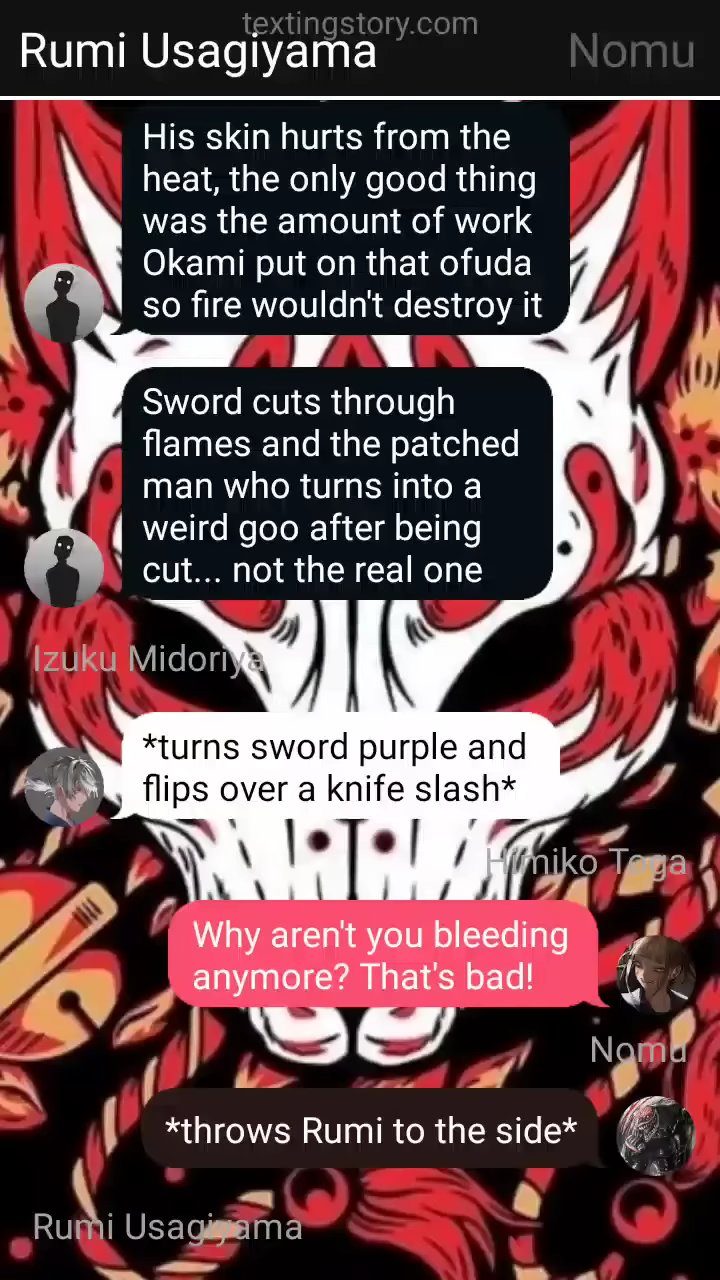 textingstory.com
Rumi Usagiyama
Nomu
His skin hurts from the
heat, the only good thing
was the amount of work
Okami put on that ofuda
so fire wouldn't destroy it
Sword cuts through
flames and the patched
man who turns into a
weird goo after being
cut... not the real one
Izuku Midoriya
*turns sword purple and
flips over a knife slash*
Himiko Toga
Why aren't you bleeding
anymore? That's bad!
Nomu
*throws Rumi to the side*
Rumi Usagiyama